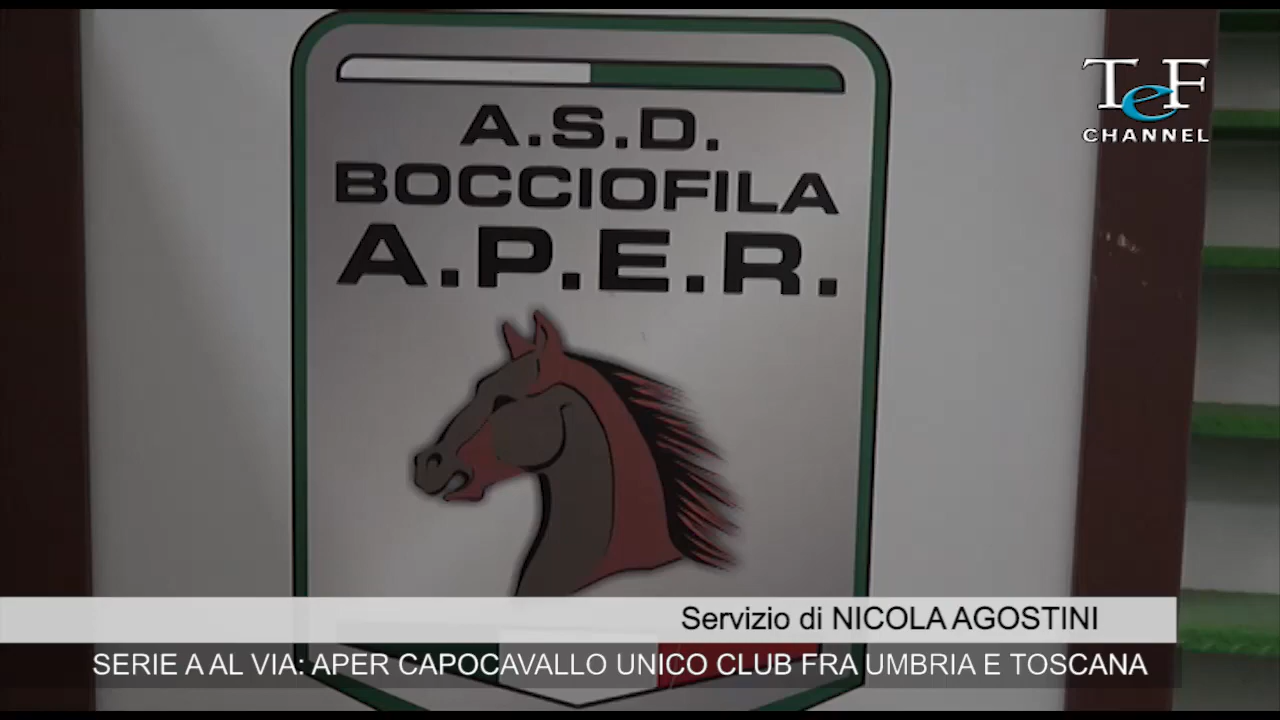 TeF
CHANNEL
A.S.D.
BOCCIOFILA
A.P.E.R.
Servizio di NICOLA AGOSTINI
SERIE A AL VIA: APER CAPOCAVALLO UNICO CLUB FRA UMBRIA E TOSCANA